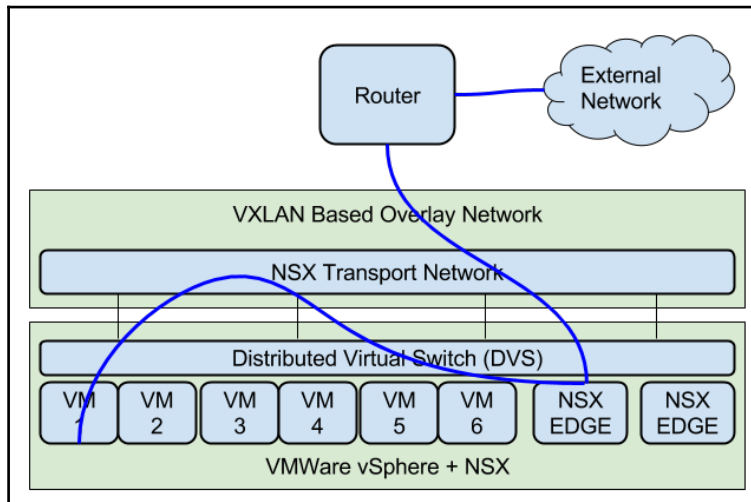 Router
External
Network
VXLAN Based Overlay Network
NSX Transport Network
Distributed Virtual Switch (DVS)
VM
1
VM
2
VM
3
VM
4
VM
5
VM
6
NSX
EDGE
NSX
EDGE
VMWare vSphere + NSX